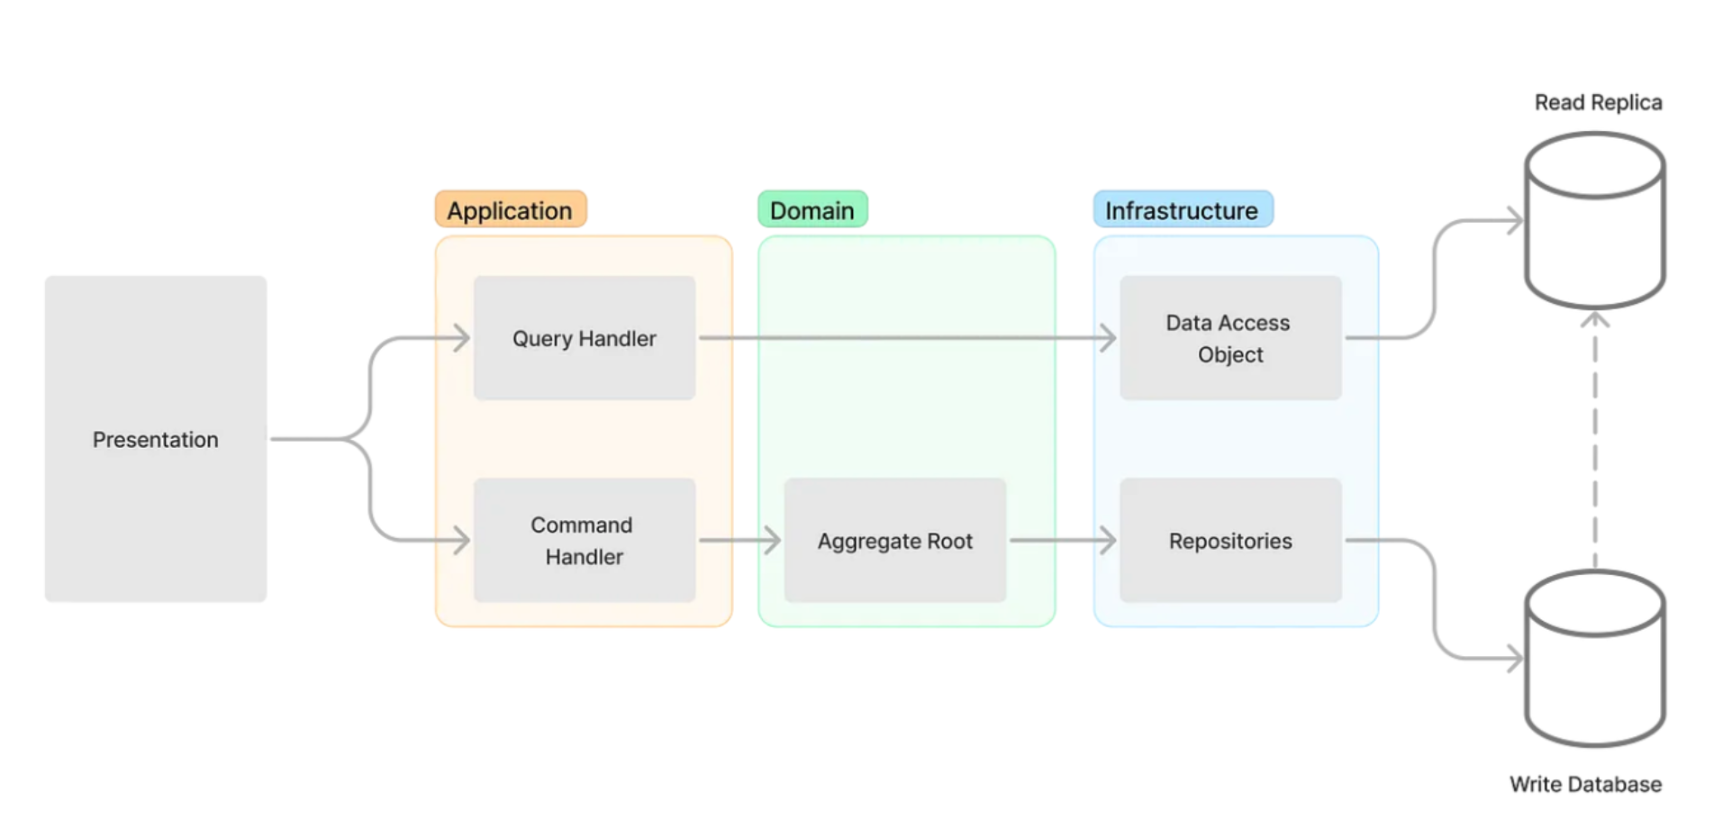 Read Replica
Application
Domain
Infrastructure
Query Handler
Data Access
Object
Presentation
Command
Handler
Aggregate Root
Repositories
Write Database